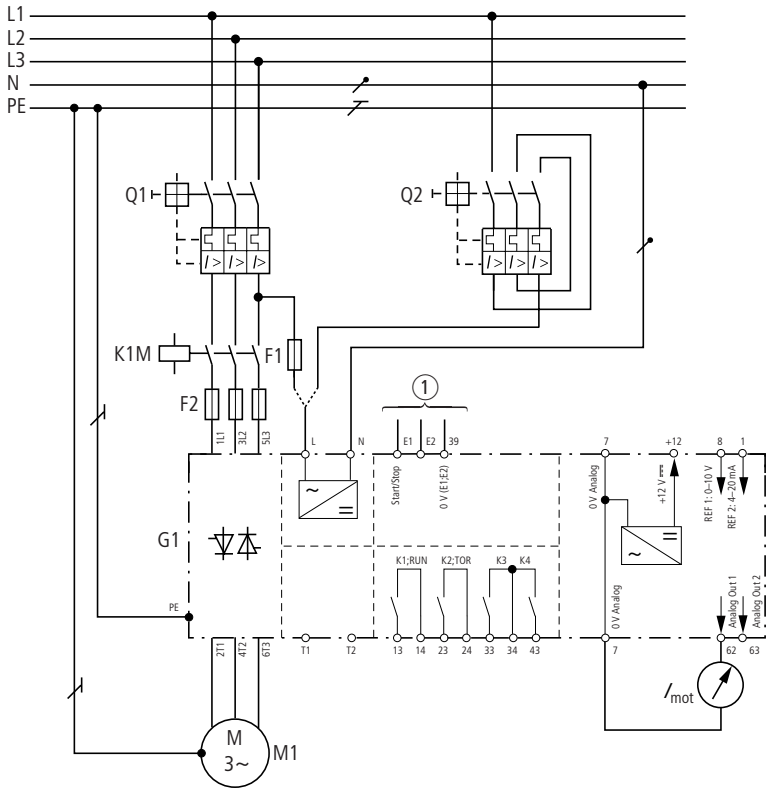 L1
L2
L3
N
PE
Q1
Q2
I> I> I>
I> I> I>
K1M
F1
F2
1
1L1 3L2 5L3
L N
E1 E2 39
7 +12 8 1
Start/Stop
0 V (E1;E2)
0 V Analog
+12 V
REF 1: 0–10 V
REF 2: 4–20 mA
~ =
~ =
G1
K1;RUN K2;TOR K3 K4
PE
0 V Analog
Analog Out 1
Analog Out 2
2T1 4T2 6T3
T1 T2
13 14 23 24 33 34 43
7
62 63
Imot
M
3~
M1